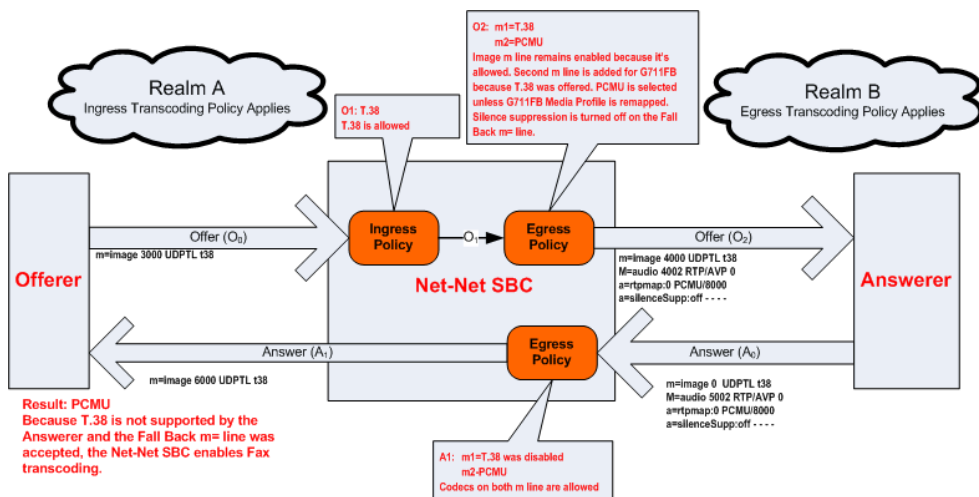 Realm A
Ingress Transcoding Policy Applies
O1: T.38
T.38 is allowed
O2: m1=T.38
m2=PCMU
Image m line remains enabled because it's
allowed. Second m line is added for G711FB
because T.38 was offered. PCMU is selected
unless G711FB Media Profile is remapped.
Silence suppression is turned off on the Fall
Back m= line.
Realm B
Egress Transcoding Policy Applies
Offerer
Offer (O0)
m=image 3000 UDPTL t38
Ingress
Policy
O1
Egress
Policy
Net-Net SBC
Offer (O2)
m=image 4000 UDPTL t38
M=audio 4002 RTP/AVP 0
a=rtpmap:0 PCMU/8000
a=silenceSupp:off - - - -
Answerer
Answer (A1)
m=image 6000 UDPTL t38
Egress
Policy
Answer (A0)
m=image 0 UDPTL t38
M=audio 5002 RTP/AVP 0
a=rtpmap:0 PCMU/8000
a=silenceSupp:off - - - -
Result: PCMU
Because T.38 is not supported by the
Answerer and the Fall Back m= line was
accepted, the Net-Net SBC enables Fax
transcoding.
A1: m1=T.38 was disabled
m2-PCMU
Codecs on both m line are allowed